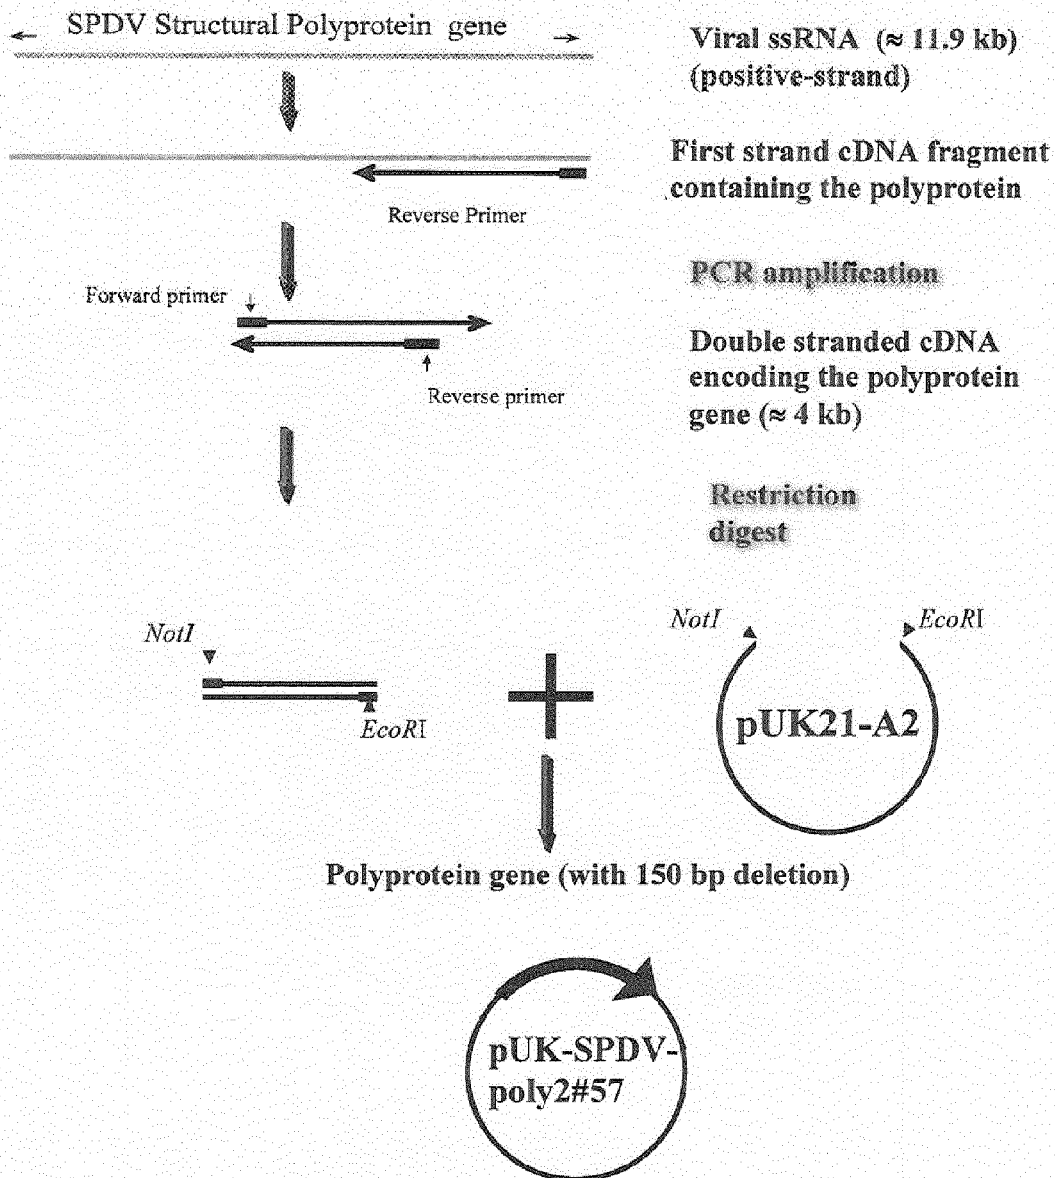 SPDV Structural Polyprotein gene
Viral ssRNA (≈ 11.9 kb)
(positive-strand)
First strand cDNA fragment
containing the polyprotein
Reverse Primer
PCR amplification
Forward primer
Double stranded cDNA
encoding the polyprotein
gene (≈ 4 kb)
Reverse primer
Restriction
digest
NotI
EcoRI
NotI
EcoRI
pUK21-A2
Polyprotein gene (with 150 bp deletion)
pUK-SPDV-
poly2#57